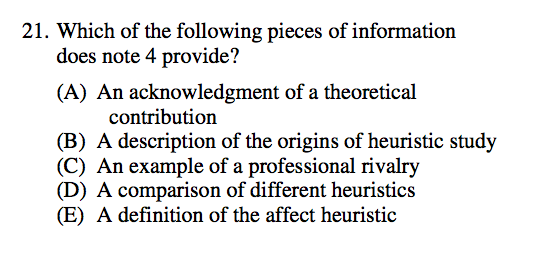 21. Which of the following pieces of information
does note 4 provide?
(A) An acknowledgment of a theoretical
contribution
(B) A description of the origins of heuristic study
(C) An example of a professional rivalry
(D) A comparison of different heuristics
(E) A definition of the affect heuristic